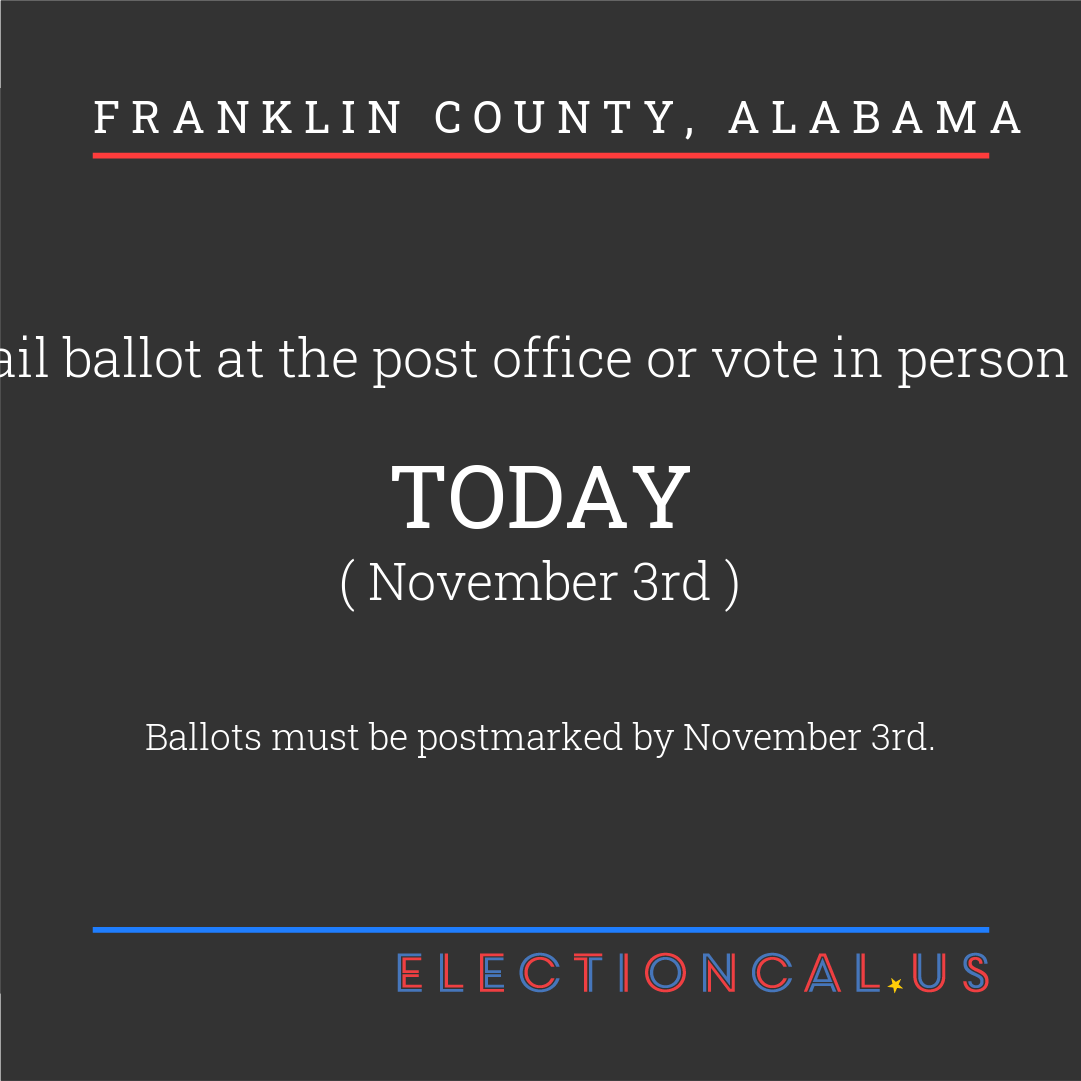 FRANKLIN COUNTY, ALABAMA
ail ballot at the post office or vote in person
TODAY
( November 3rd )
Ballots must be postmarked by November 3rd.
ELECTIONCAL.US